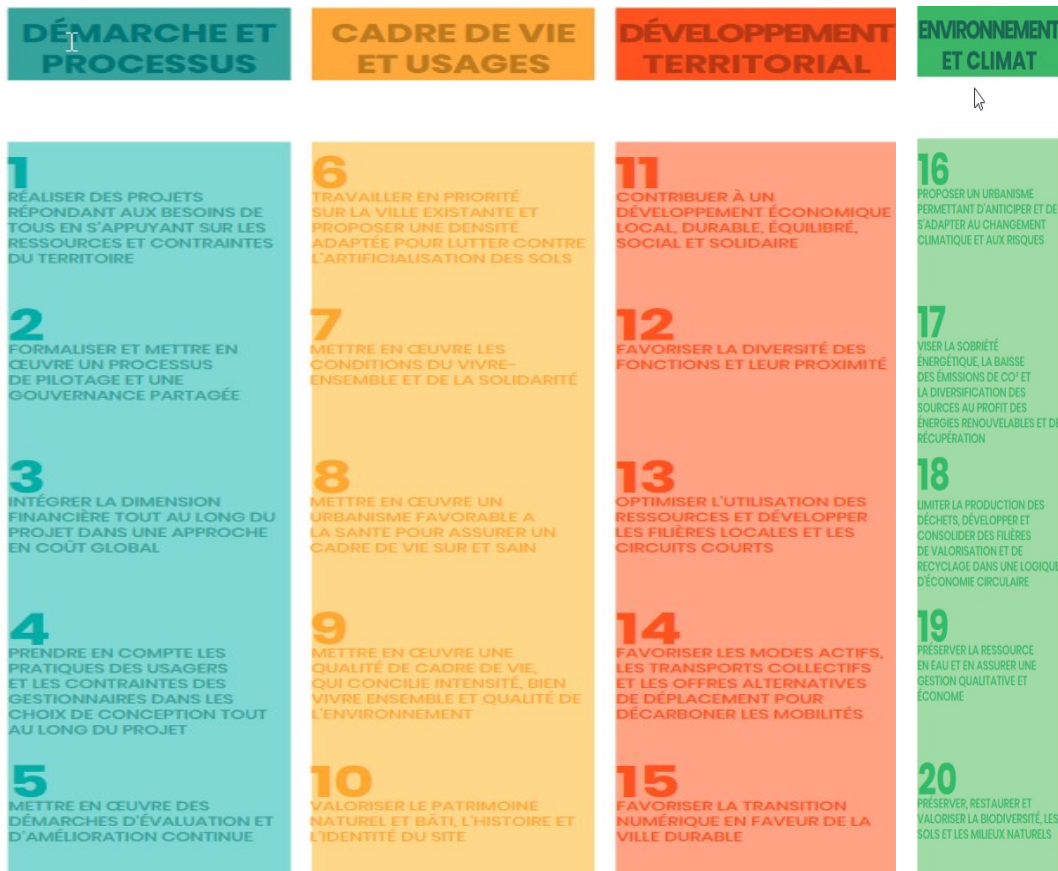 DÉMARCHE ET
PROCESSUS
1
RÉALISER DES PROJETS
RÉPONDANT AUX BESOINS DE
TOUS EN S'APPUYANT SUR LES
RESSOURCES ET CONTRAINTES
DU TERRITOIRE
2
FORMALISER ET METTRE EN
ŒUVRE UN PROCESSUS
DE PILOTAGE ET UNE
GOUVERNANCE PARTAGÉE
3
INTÉGRER LA DIMENSION
FINANCIÈRE TOUT AU LONG DU
PROJET DANS UNE APPROCHE
EN COÛT GLOBAL
4
PRENDRE EN COMPTE LES
PRATIQUES DES USAGERS
ET LES CONTRAINTES DES
GESTIONNAIRES DANS LES
CHOIX DE CONCEPTION TOUT
AU LONG DU PROJET
5
METTRE EN ŒUVRE DES
DÉMARCHES D'ÉVALUATION ET
D'AMÉLIORATION CONTINUE
CADRE DE VIE
ET USAGES
6
TRAVAILLER EN PRIORITÉ
SUR LA VILLE EXISTANTE ET
PROPOSER UNE DENSITÉ
ADAPTÉE POUR LUTTER CONTRE
L'ARTIFICIALISATION DES SOLS
7
METTRE EN ŒUVRE LES
CONDITIONS DU VIVRE-
ENSEMBLE ET DE LA SOLIDARITÉ
8
METTRE EN ŒUVRE UN
URBANISME FAVORABLE A
LA SANTE POUR ASSURER UN
CADRE DE VIE SUR ET SAIN
9
METTRE EN ŒUVRE UNE
QUALITÉ DE CADRE DE VIE,
QUI CONCILIE INTENSITÉ, BIEN
VIVRE ENSEMBLE ET QUALITÉ DE
L'ENVIRONNEMENT
10
VALORISER LE PATRIMOINE
NATUREL ET BÂTI, L'HISTOIRE ET
L'IDENTITÉ DU SITE
DÉVELOPPEMENT
TERRITORIAL
11
CONTRIBUER À UN
DÉVELOPPEMENT ÉCONOMIQUE
LOCAL, DURABLE, ÉQUILIBRÉ,
SOCIAL ET SOLIDAIRE
12
FAVORISER LA DIVERSITÉ DES
FONCTIONS ET LEUR PROXIMITÉ
13
OPTIMISER L'UTILISATION DES
RESSOURCES ET DÉVELOPPER
LES FILIÈRES LOCALES ET LES
CIRCUITS COURTS
14
FAVORISER LES MODES ACTIFS,
LES TRANSPORTS COLLECTIFS
ET LES OFFRES ALTERNATIVES
DE DÉPLACEMENT POUR
DÉCARBONER LES MOBILITÉS
15
FAVORISER LA TRANSITION
NUMÉRIQUE EN FAVEUR DE LA
VILLE DURABLE
ENVIRONNEMENT
ET CLIMAT
16
PROPOSER UN URBANISME
PERMETTANT D'ANTICIPER ET DE
S'ADAPTER AU CHANGEMENT
CLIMATIQUE ET AUX RISQUES
17
VISER LA SOBRIÉTÉ
ÉNERGÉTIQUE, LA BAISSE
DES ÉMISSIONS DE CO² ET
LA DIVERSIFICATION DES
SOURCES AU PROFIT DES
ÉNERGIES RENOUVELABLES ET DE
RÉCUPÉRATION
18
LIMITER LA PRODUCTION DES
DÉCHETS, DÉVELOPPER ET
CONSOLIDER DES FILIÈRES
DE VALORISATION ET DE
RECYCLAGE DANS UNE LOGIQUE
D'ÉCONOMIE CIRCULAIRE
19
PRÉSERVER LA RESSOURCE
EN EAU ET EN ASSURER UNE
GESTION QUALITATIVE ET
ÉCONOME
20
PRÉSERVER, RESTAURER ET
VALORISER LA BIODIVERSITÉ, LES
SOLS ET LES MILIEUX NATURELS